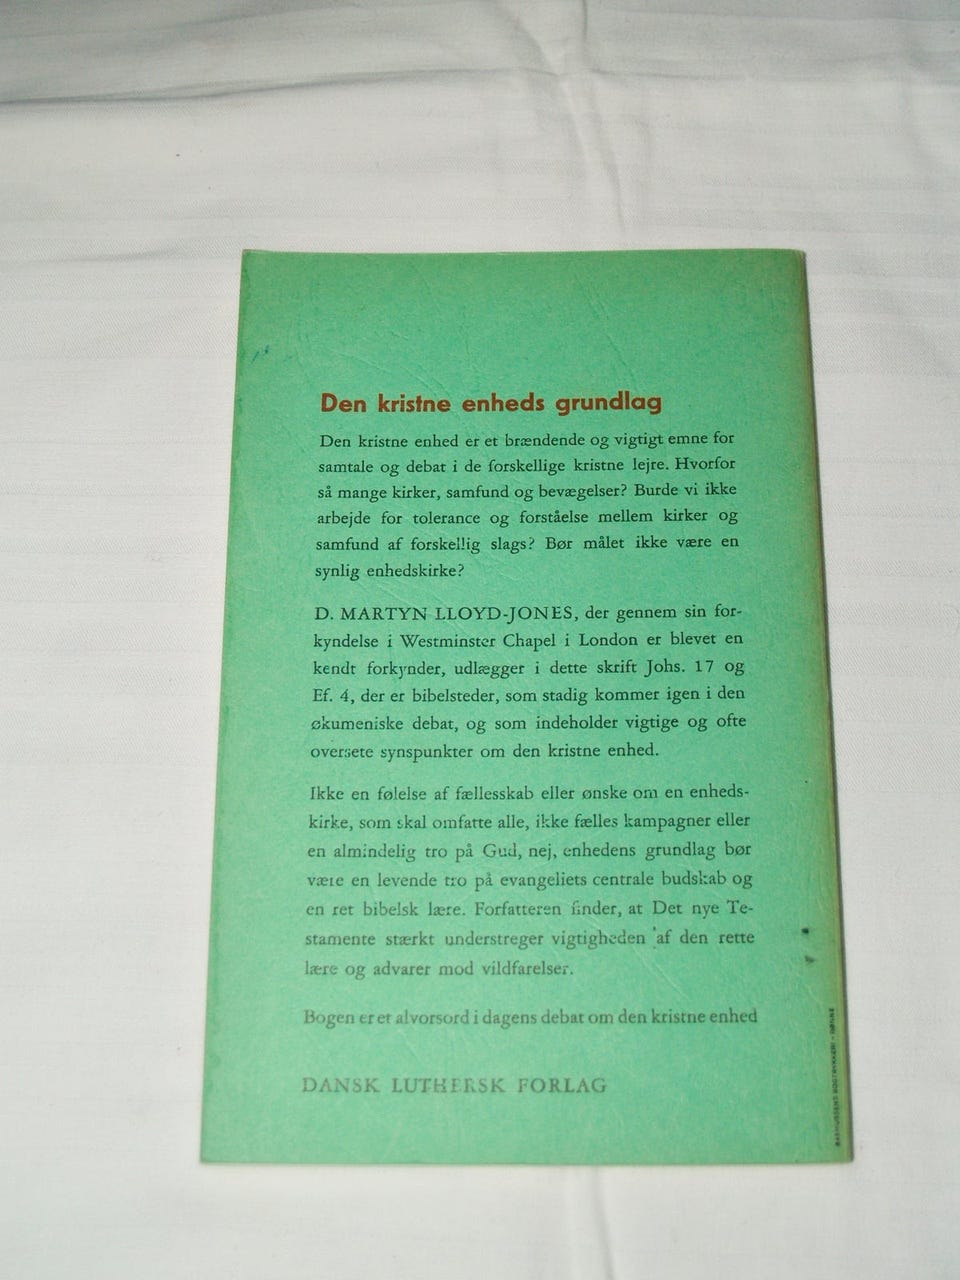 Den kristne enheds grundlag
Den kristne enhed er et brændende og vigtigt emne for
samtale og debat i de forskellige kristne lejre. Hvorfor
så mange kirker, samfund og bevægelser? Burde vi ikke
arbejde for tolerance og forståelse mellem kirker og
samfund af forskellig slags? Bør målet ikke være en
synlig enhedskirke?
D. MARTYN LLOYD-JONES, der gennem sin for-
kyndelse i Westminster Chapel i London er blevet en
kendt forkynder, udlægger i dette skrift Johs. 17 og
Ef. 4, der er bibelsteder, som stadig kommer igen i den
økumeniske debat, og som indeholder vigtige og ofte
oversete synspunkter om den kristne enhed.
Ikke en følelse af fællesskab eller ønske om en enheds-
kirke, som skal omfatte alle, ikke fælles kampagner eller
en almindelig tro på Gud, nej, enhedens grundlag bør
være en levende tro på evangeliets centrale budskab og
en ret bibelsk lære. Forfatteren finder, at Det nye Te-
stamente stærkt understreger vigtigheden af den rette
lære og advarer mod vildfarelser.
Bogen er et alvorsord i dagens debat om den kristne enhed
DANSK LUTHERSK FORLAG
RASMUSSENS BOGTRYKKERI - RØNNE